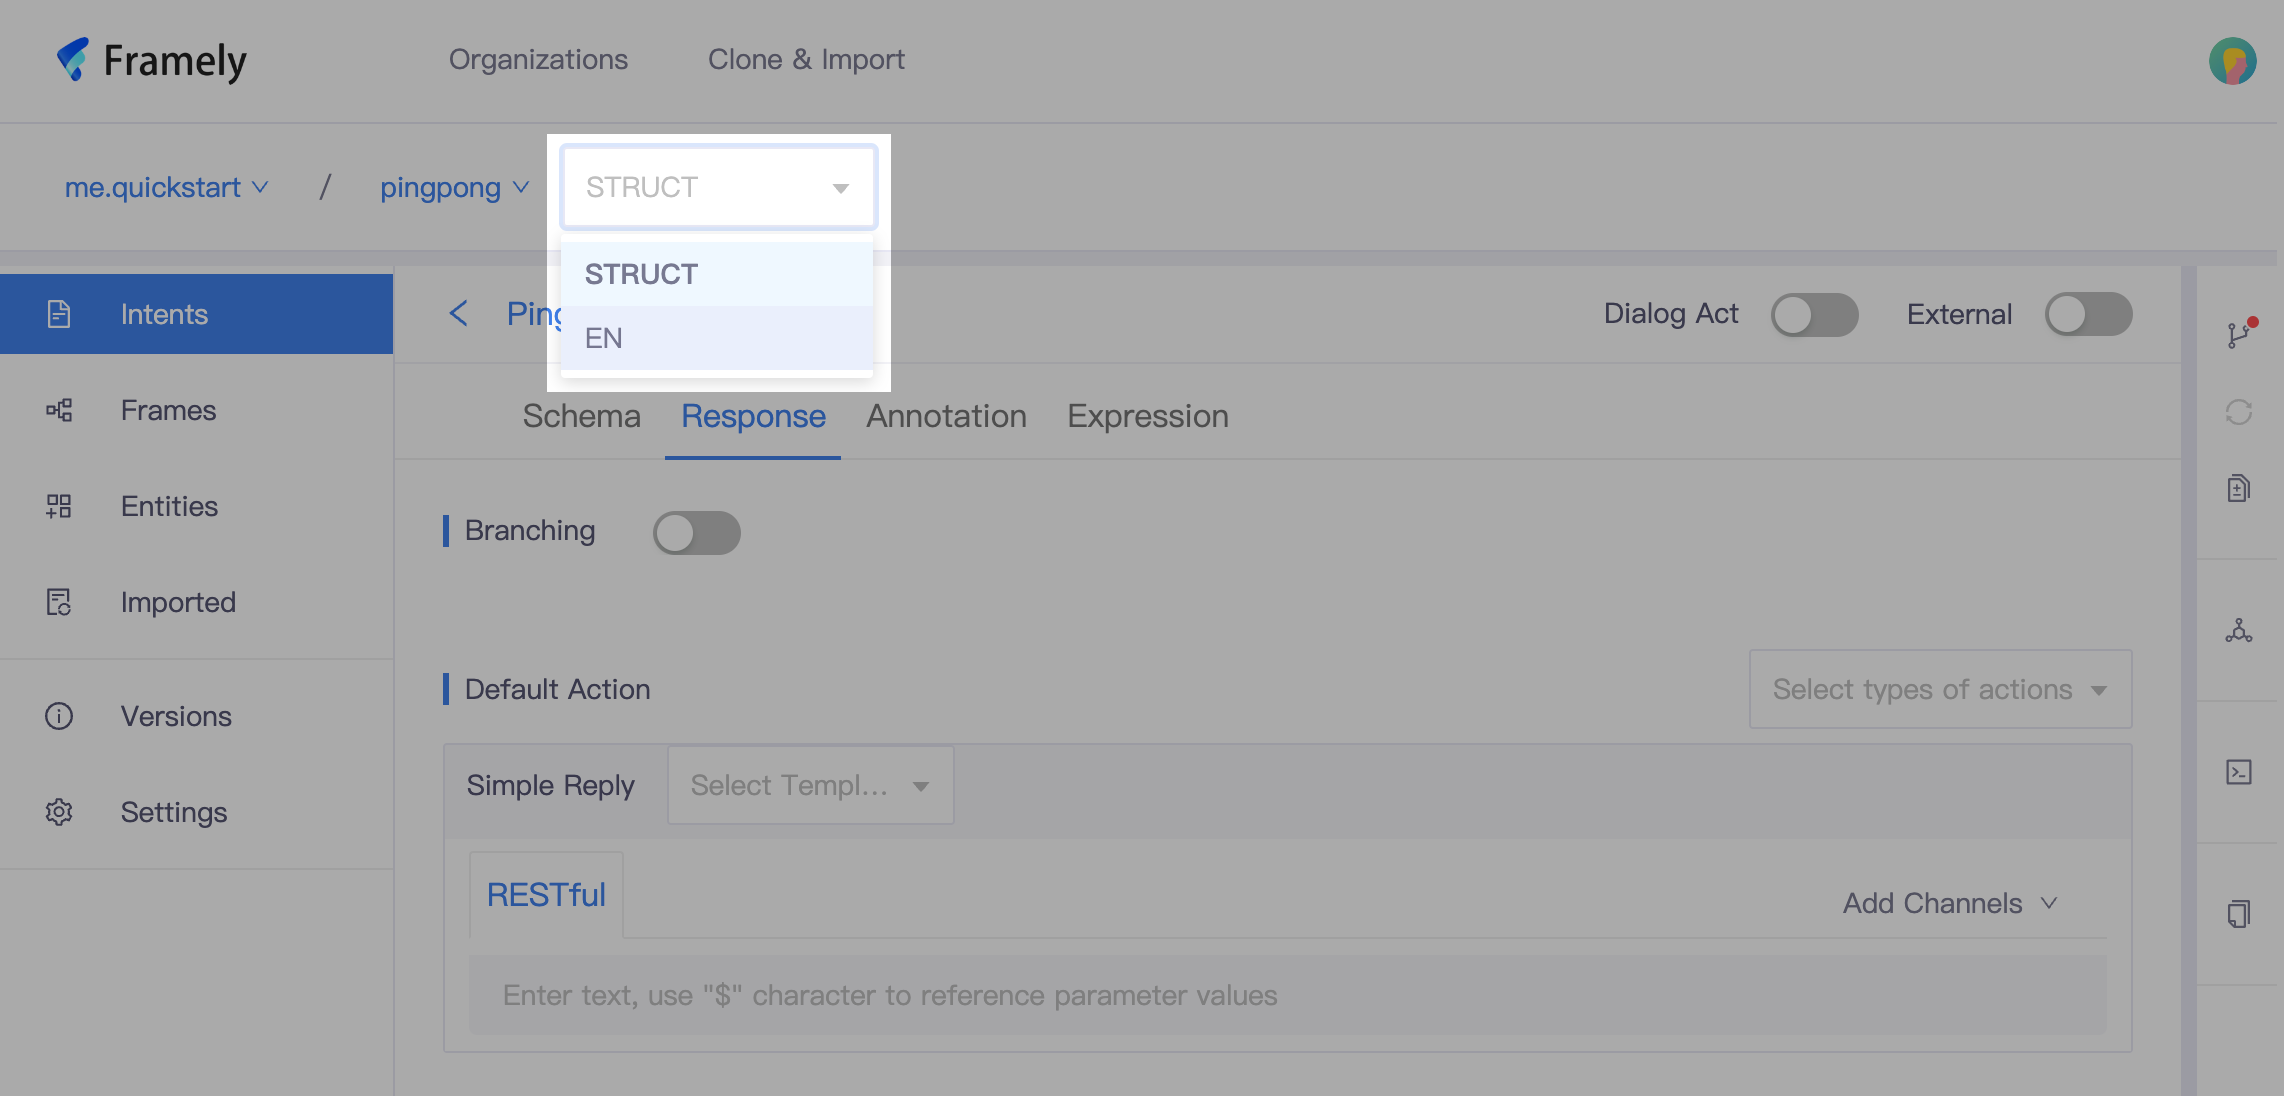 Framely
Organizations
Clone & Import
me.quickstart
/
pingpong
STRUCT
STRUCT
EN
Intents
Frames
Entities
Imported
Versions
Settings
Ping
Dialog Act
External
Schema
Response
Annotation
Expression
Branching
Default Action
Select types of actions
Simple Reply
Select Templ...
RESTful
Add Channels
Enter text, use "$" character to reference parameter values